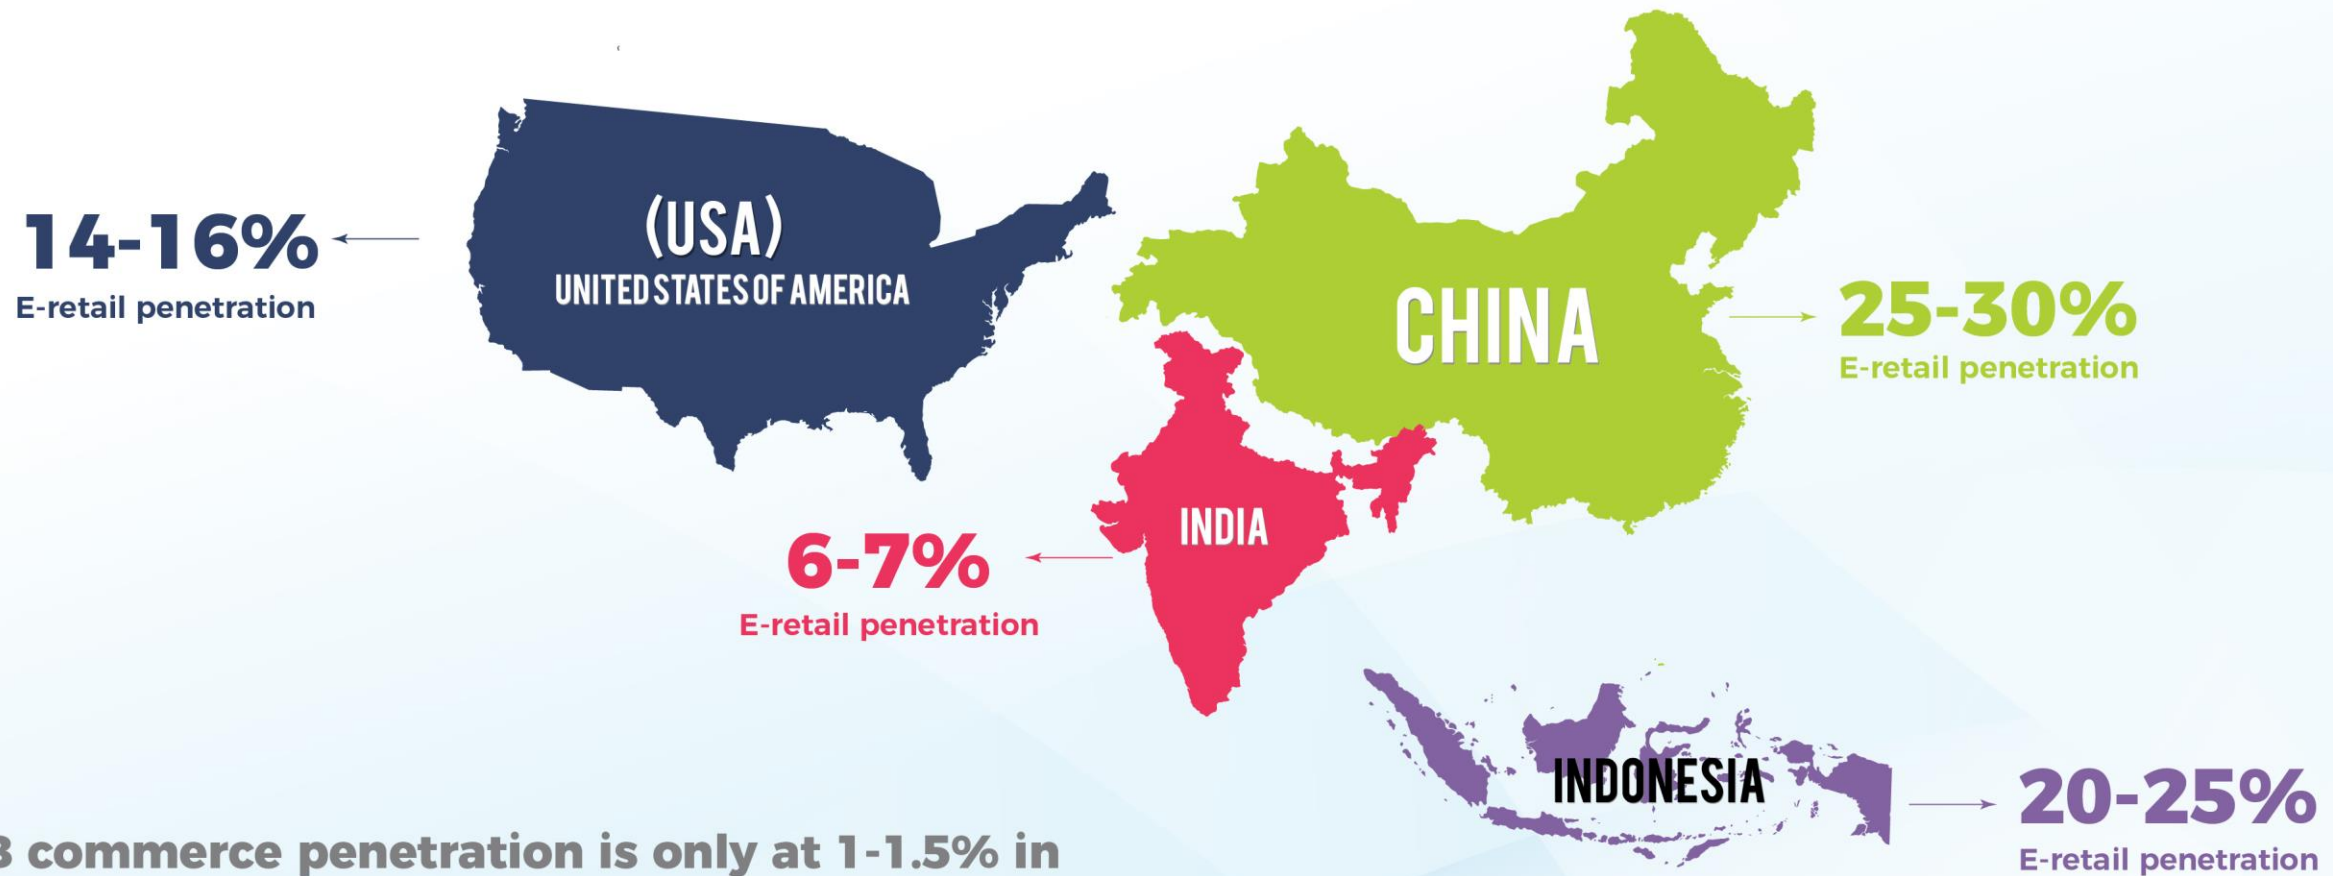 (USA)
UNITED STATES OF AMERICA
14-16%
E-retail penetration
CHINA
25-30%
E-retail penetration
INDIA
6-7%
E-retail penetration
INDONESIA
20-25%
E-retail penetration
commerce penetration is only at 1-1.5% in